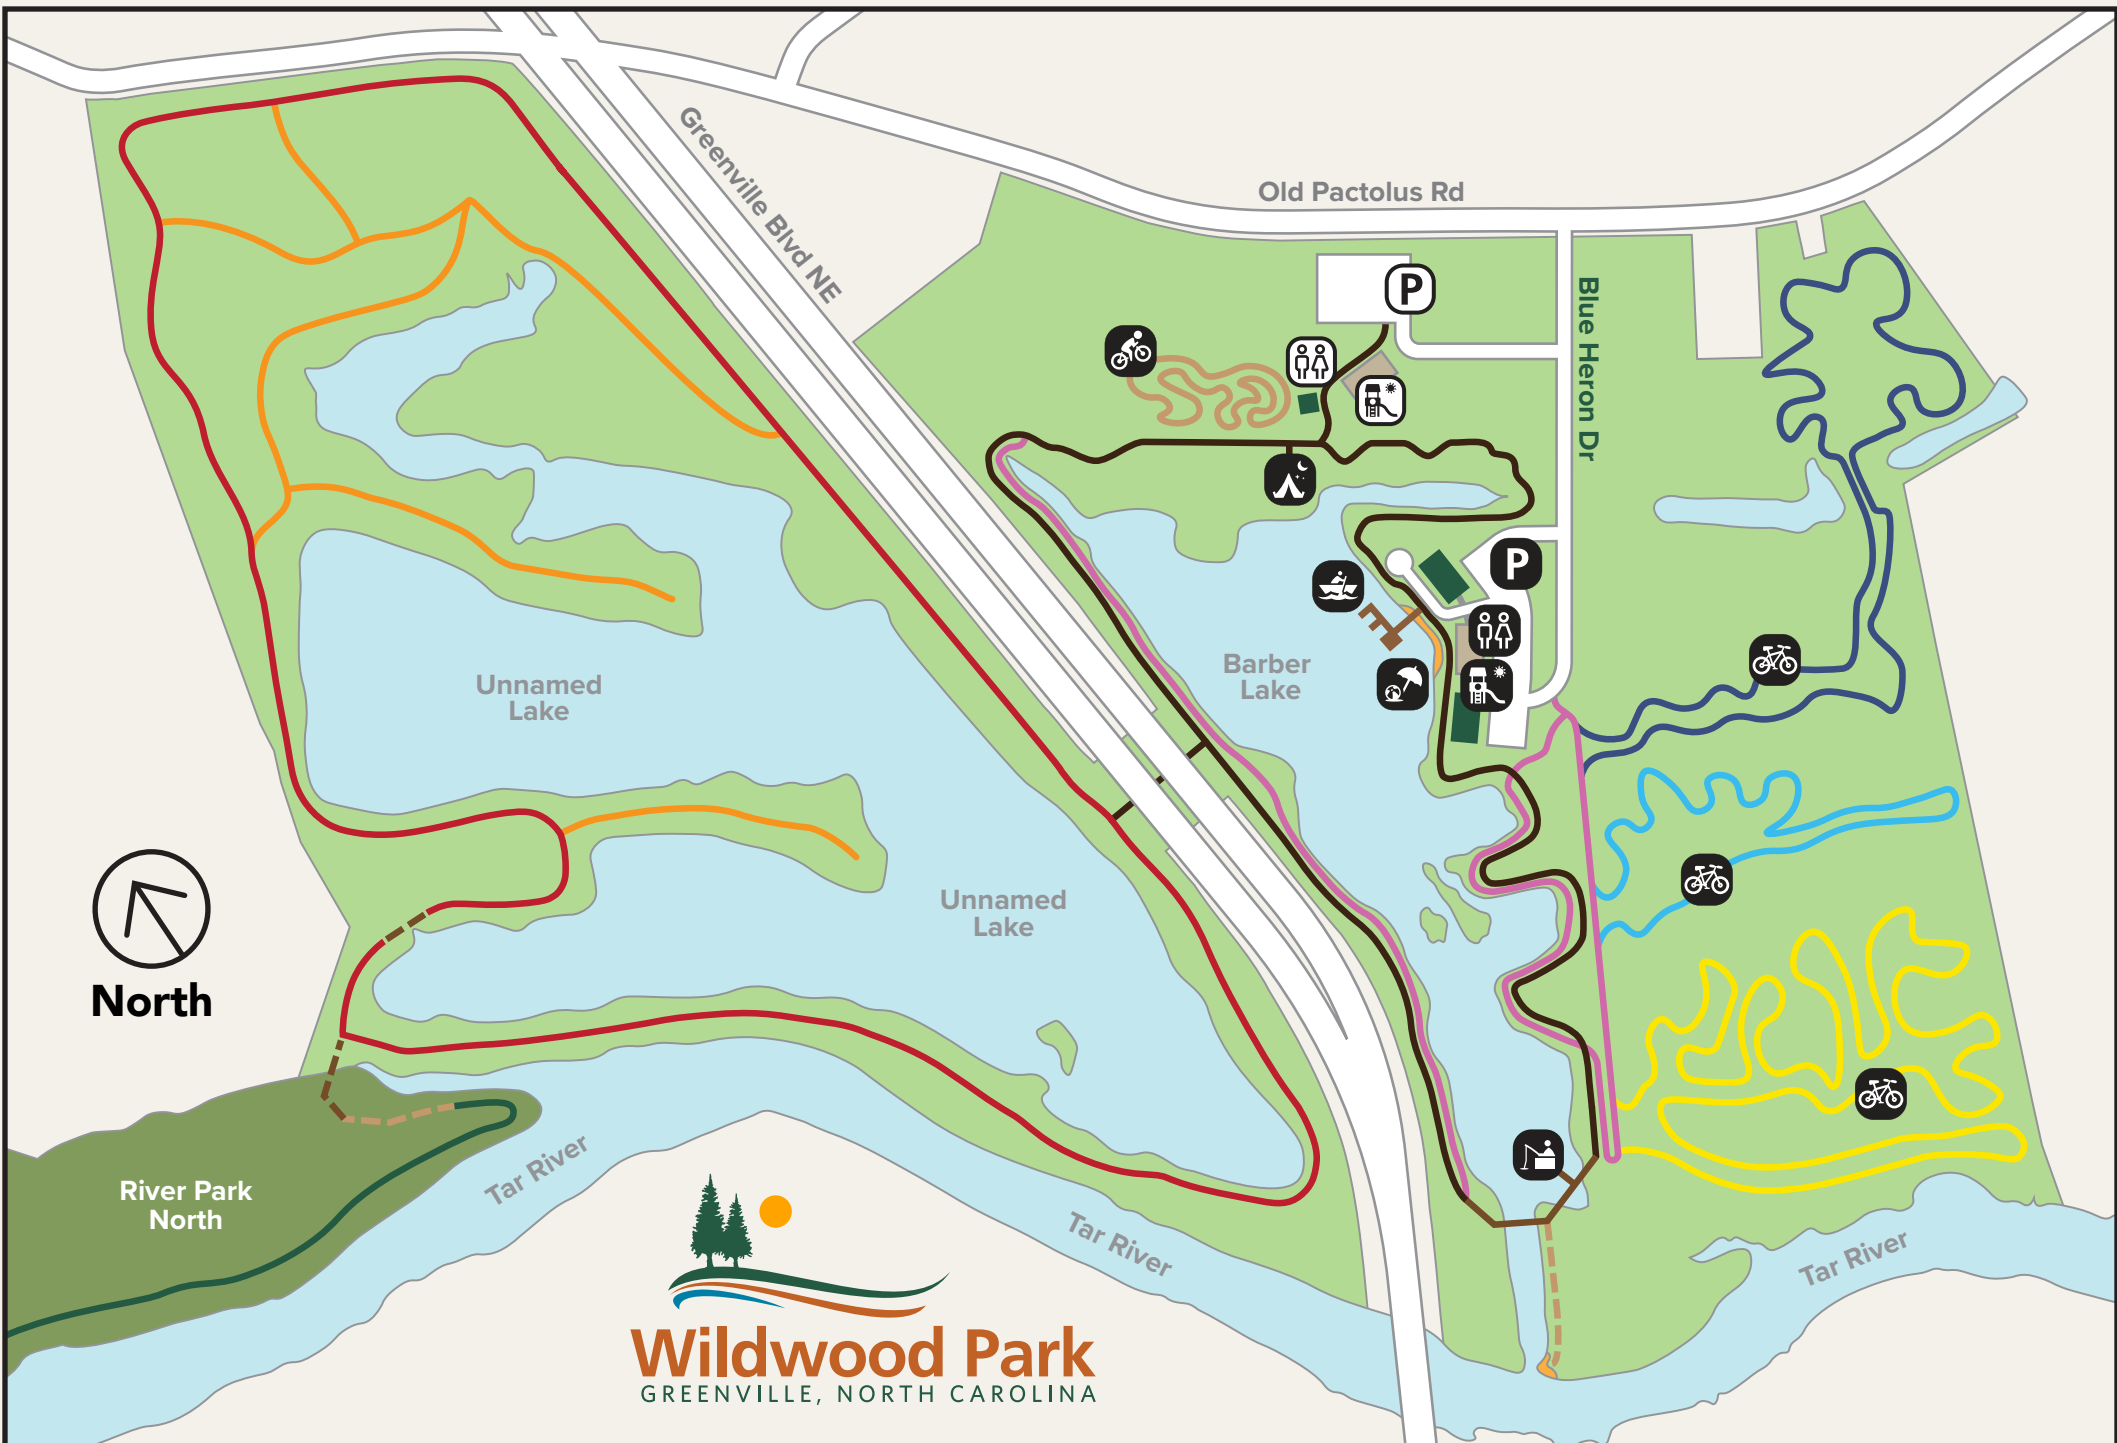 Greenville Blvd NE
Old Pactolus Rd
P
Blue Heron Dr
P
Unnamed
Lake
Barber
Lake
Unnamed
Lake
North
River Park
North
Tar River
Tar River
Tar River
Wildwood Park
GREENVILLE, NORTH CAROLINA